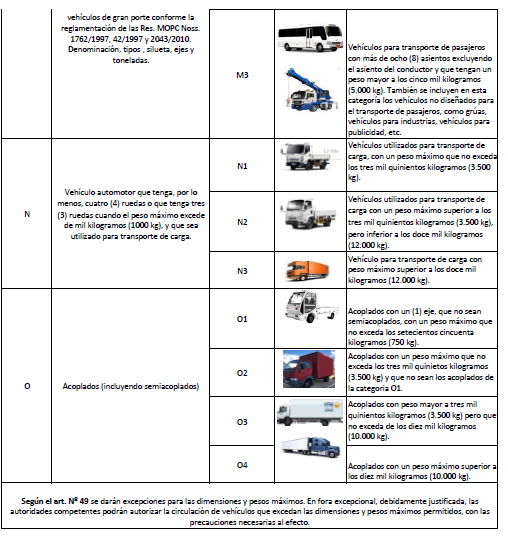 vehículos de gran porte conforme la
reglamentación de las Res. MOPC Noss.
1762/1997, 42/1997 y 2043/2010.
Denominación, tipos , silueta, ejes y
toneladas.
M3
Vehículos para transporte de pasajeros
con más de ocho (8) asientos excluyendo
el asiento del conductor y que tengan un
peso mayor a los cinco mil kilogramos
(5.000 kg). También se incluyen en esta
categoría los vehículos no diseñados para
el transporte de pasajeros, como grúas,
vehículos para industrias, vehículos para
publicidad, etc.
N
Vehículo automotor que tenga, por lo
menos, cuatro (4) ruedas o que tenga tres
(3) ruedas cuando el peso máximo excede
de mil kilogramos (1000 kg), y que sea
utilizado para transporte de carga.
N1
Vehículos utilizados para transporte de
carga, con un peso máximo que no exceda
los tres mil quinientos kilogramos (3.500
kg).
N2
Vehículos utilizados para transporte de
carga con un peso máximo superior a los
tres mil quinientos kilogramos (3.500 kg),
pero inferior a los doce mil kilogramos
(12.000 kg).
N3
Vehículo para transporte de carga con
peso máximo superior a los doce mil
kilogramos (12.000 kg).
O
Acoplados (incluyendo semiacoplados)
O1
Acoplados con un (1) eje, que no sean
semiacoplados, con un peso máximo que
no exceda los setecientos cincuenta
kilogramos (750 kg).
O2
Acoplados con un peso máximo que no
exceda los tres mil quinietos kilogramos
(3.500 kg) y que no sean los acoplados de
la categoria O1.
O3
Acoplados con peso mayor a tres mil
quinientos kilogramos (3.500 kg) pero que
no exceda de los diez mil kilogramos
(10.000 kg).
O4
Acoplados con un peso máximo superior a
los diez mil kilogramos (10.000 kg).
Según el art. Nº 49 se darán excepciones para las dimensiones y pesos máximos. En fora excepcional, debidamente justificada, las
autoridades competentes podrán autorizar la circulación de vehículos que excedan las dimensiones y pesos máximos permitidos, con las
precauciones necesarias al efecto.